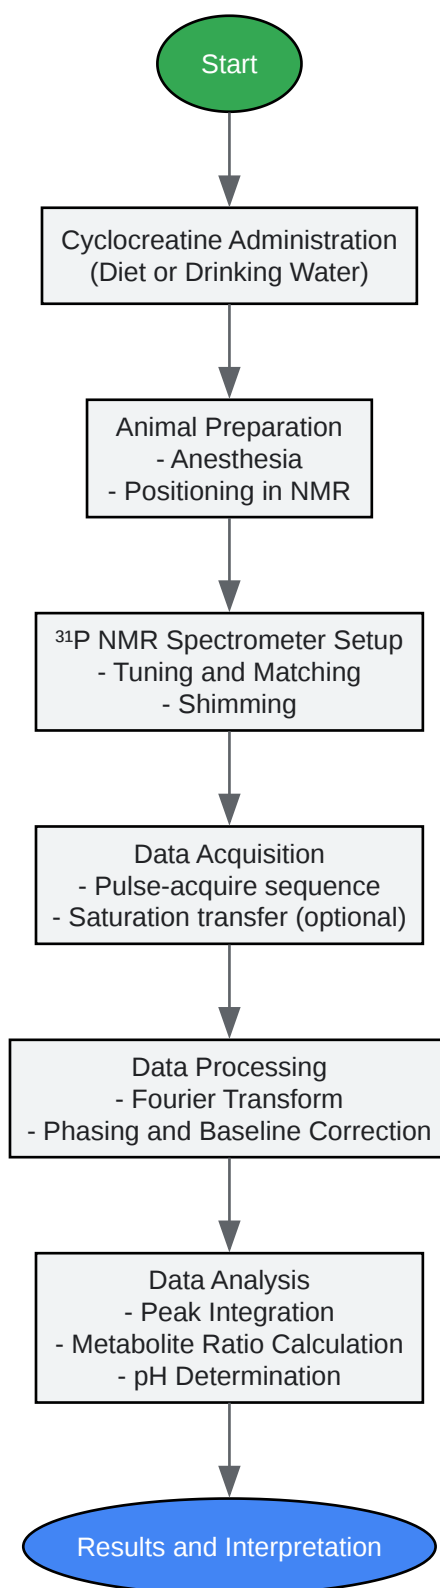 Start
Cyclocreatine Administration
(Diet or Drinking Water)
Animal Preparation
- Anesthesia
- Positioning in NMR
³¹P NMR Spectrometer Setup
- Tuning and Matching
- Shimming
Data Acquisition
- Pulse-acquire sequence
- Saturation transfer (optional)
Data Processing
- Fourier Transform
- Phasing and Baseline Correction
Data Analysis
- Peak Integration
- Metabolite Ratio Calculation
- pH Determination
Results and Interpretation